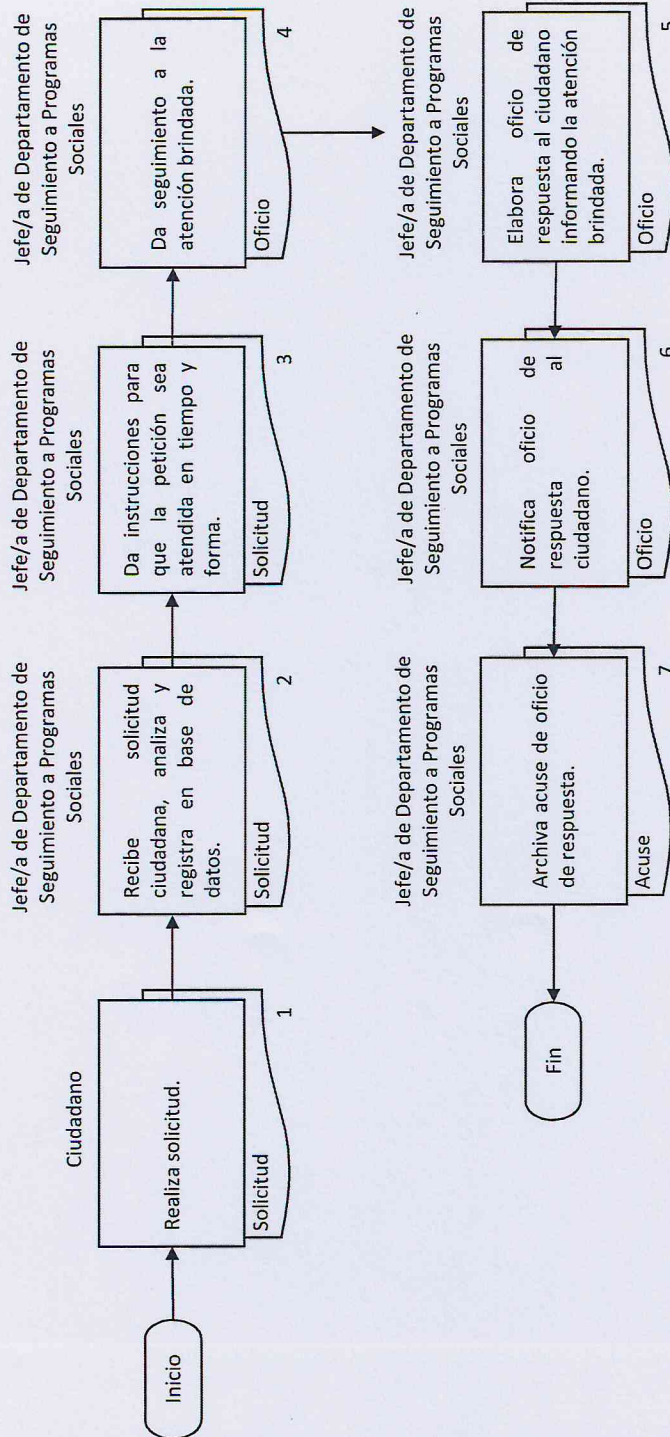 Inicio
Ciudadano
Realiza solicitud.
Solicitud
1
Jefe/a de Departamento de
Seguimiento a Programas
Sociales
Recibe solicitud
ciudadana, analiza y
registra en base de
datos.
Solicitud
2
Jefe/a de Departamento de
Seguimiento a Programas
Sociales
Da instrucciones para
que la petición sea
atendida en tiempo y
forma.
Solicitud
3
Jefe/a de Departamento de
Seguimiento a Programas
Sociales
Da seguimiento a la
atención brindada.
Oficio
4
Jefe/a de Departamento de
Seguimiento a Programas
Sociales
Elabora oficio de
respuesta al ciudadano
informando la atención
brindada.
Oficio
5
Jefe/a de Departamento de
Seguimiento a Programas
Sociales
Notifica oficio de
respuesta al
ciudadano.
Oficio
6
Jefe/a de Departamento de
Seguimiento a Programas
Sociales
Archiva acuse de oficio
de respuesta.
Acuse
7
Fin